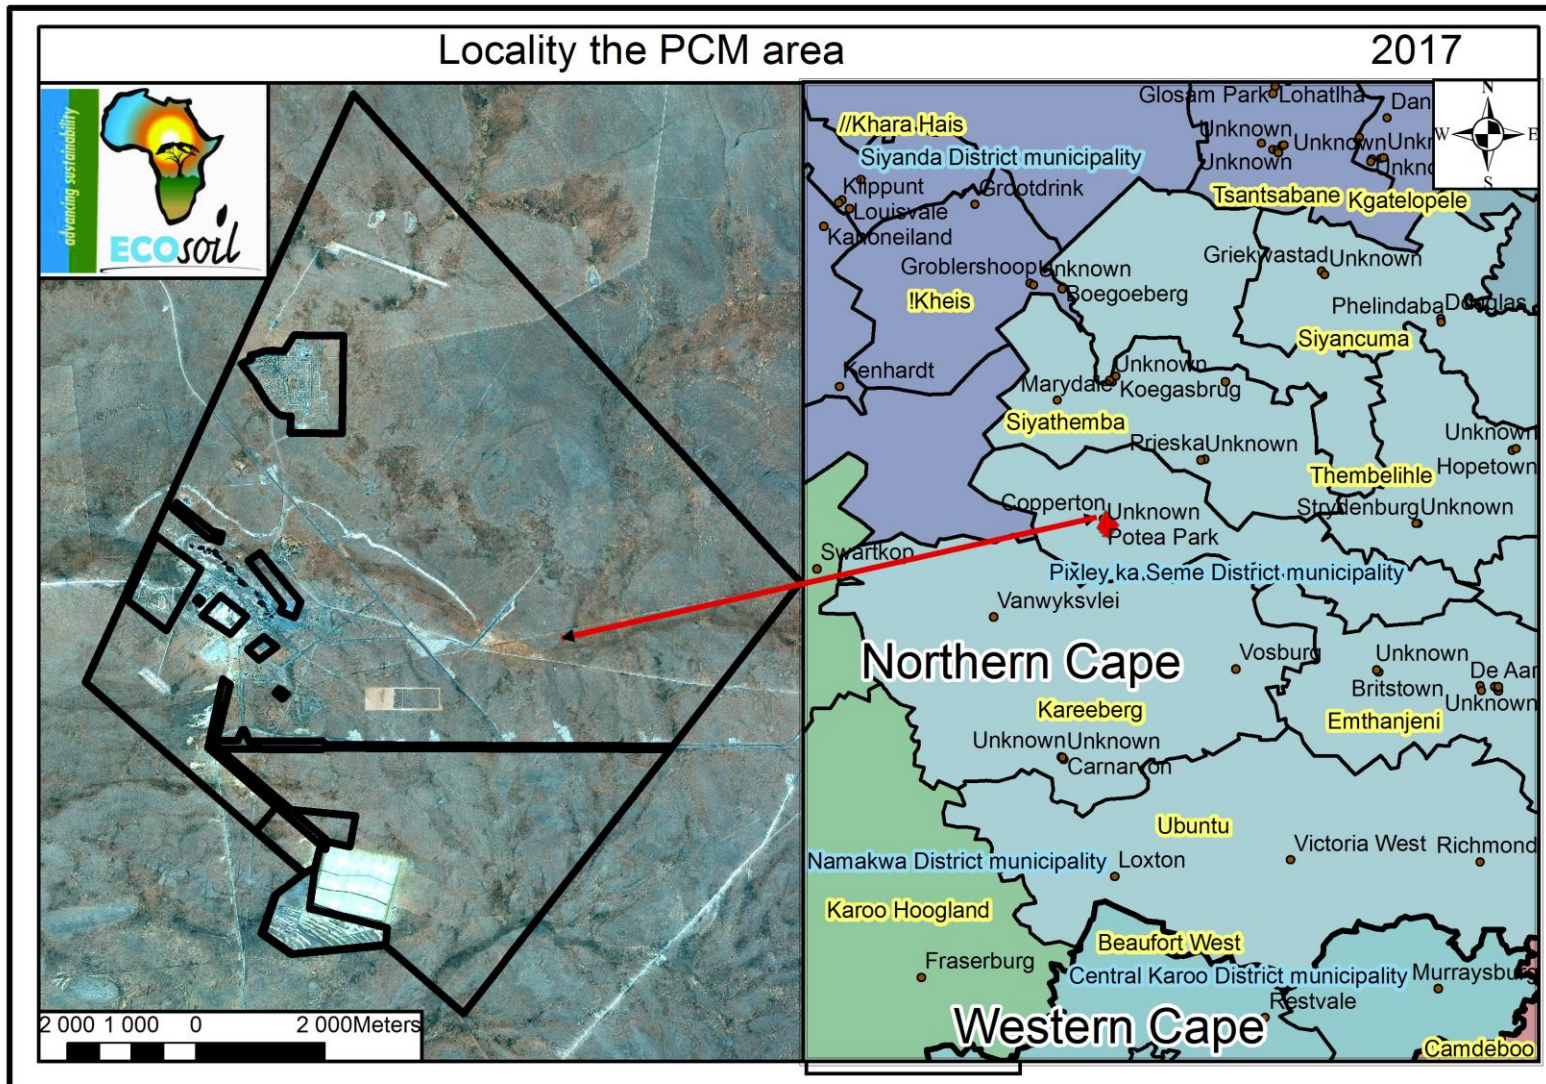 Locality the PCM area
2017
advancing sustainability
ECOsoil
N
W
E
S
Glosam Park
Lohatlha
Dan
//Khara Hais
Unknown
Unknown
Siyanda District municipality
Unknown
Klippunt
Grootdrink
Tsantsabane
Kgatelopele
Louisvale
Kanoneiland
Griekwastad
Unknown
Groblershoop
Unknown
Boegoeberg
!Kheis
Phelindaba
Douglas
Siyancuma
Kenhardt
Marydale
Unknown
Koegasbrug
Siyathemba
Prieska
Unknown
Unknown
Hopetown
Thembelihle
Copperton
Unknown
Strydenburg
Unknown
Potea Park
Swartkop
Pixley ka Seme District municipality
Vanwyksvlei
Northern Cape
Vosburg
Unknown
De Aar
Britstown
Unknown
Kareeberg
Emthanjeni
Unknown
Unknown
Carnarvon
Ubuntu
Victoria West
Richmond
Namakwa District municipality
Loxton
Karoo Hoogland
Beaufort West
Fraserburg
Central Karoo District municipality
Murraysburg
Restvale
Western Cape
Camdeboo
2 000 1 000 0 2 000Meters